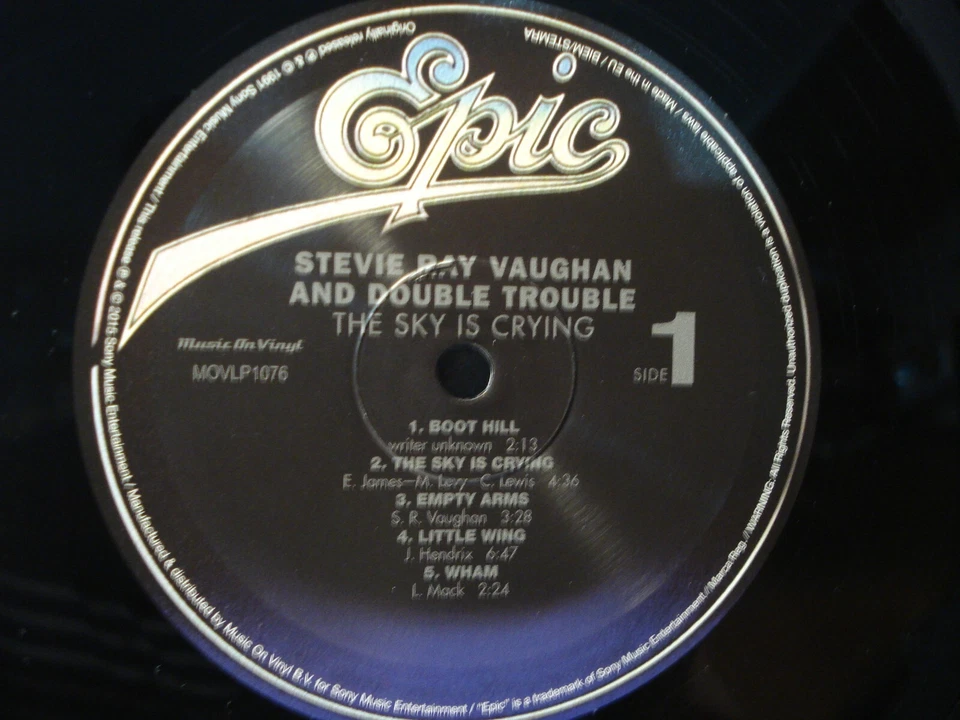 Epic
STEVIE RAY VAUGHAN
AND DOUBLE TROUBLE
THE SKY IS CRYING
Music On Vinyl
MOVLP1076
SIDE 1
1. BOOT HILL
writer unknown 2:13
2. THE SKY IS CRYING
E. James–M. Levy–C. Lewis 4:36
3. EMPTY ARMS
S. R. Vaughan 3:28
4. LITTLE WING
J. Hendrix 6:47
5. WHAM
L. Mack 2:24
Originally released ℗ & © 1991 Sony Music Entertainment / This release ℗ & © 2015 Sony Music Entertainment / Manufactured & distributed by Music On Vinyl B.V. for Sony Music Entertainment / "Epic" is a trademark of Sony Music Entertainment / Marca Reg. / WARNING: All Rights Reserved. Unauthorized duplication is a violation of applicable laws / Made in the EU / BIEM/STEMRA